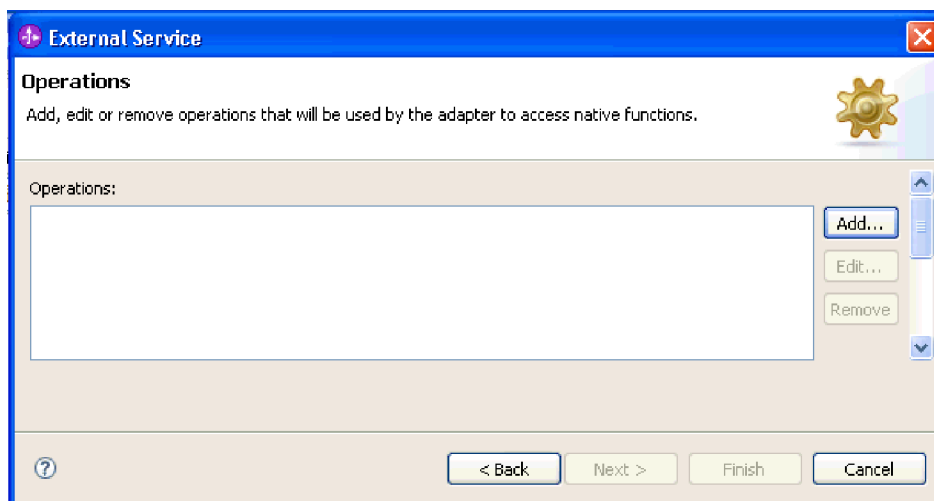 External Service
Operations
Add, edit or remove operations that will be used by the adapter to access native functions.
Operations:
Add...
Edit...
Remove
< Back
Next >
Finish
Cancel